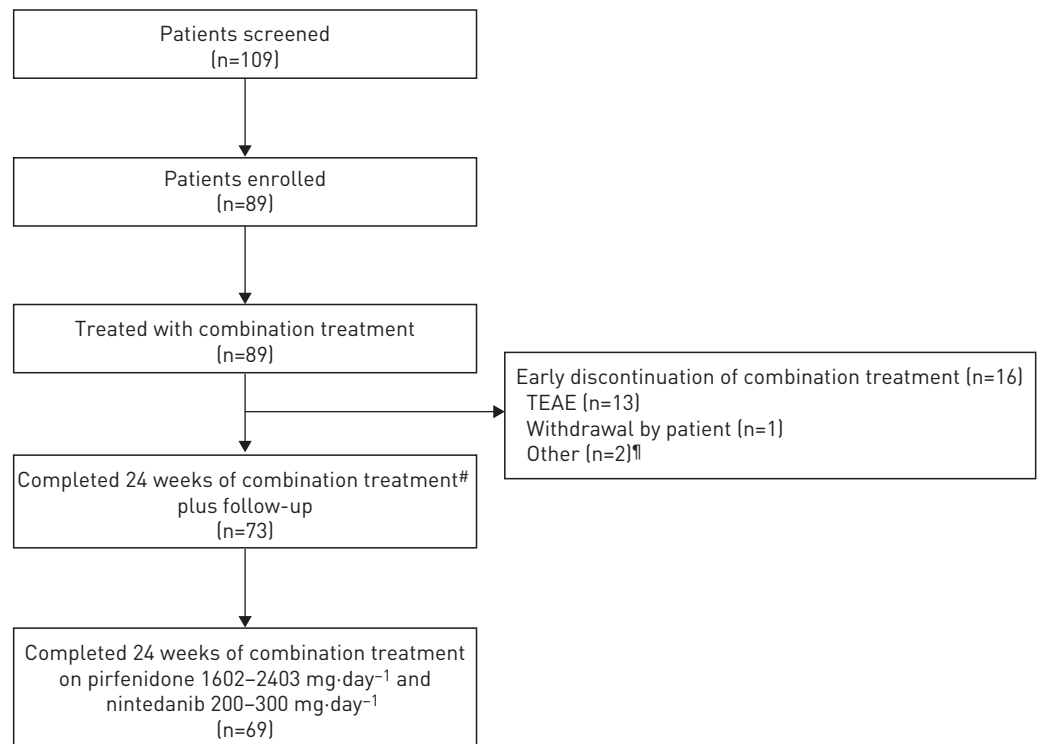 Patients screened
(n=109)
Patients enrolled
(n=89)
Treated with combination treatment
(n=89)
Early discontinuation of combination treatment (n=16)
TEAE (n=13)
Withdrawal by patient (n=1)
Other (n=2)¶
Completed 24 weeks of combination treatment#
plus follow-up
(n=73)
Completed 24 weeks of combination treatment
on pirfenidone 1602–2403 mg·day⁻¹ and
nintedanib 200–300 mg·day⁻¹
(n=69)